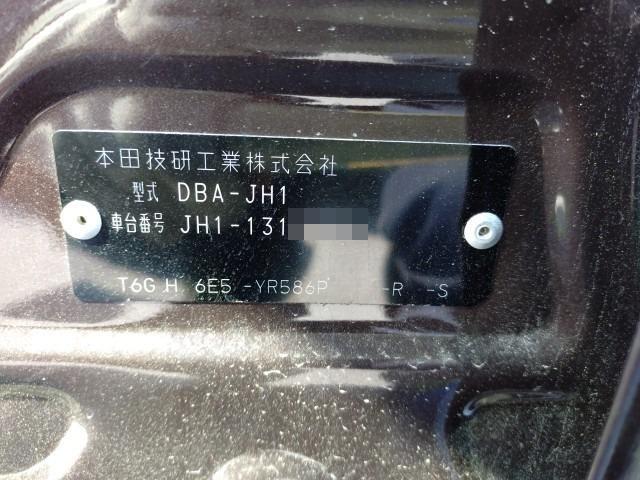 本田技研工業株式会社
型式 DBA-JH1
車台番号 JH1-131
T6G H 6E5 -YR586P -R -S